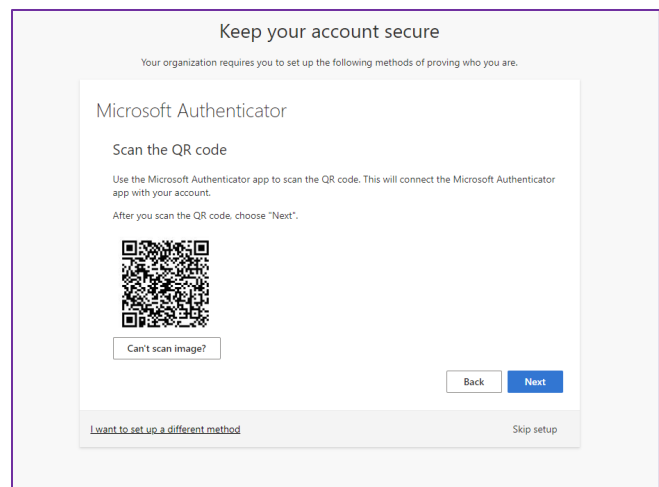 Keep your account secure
Your organization requires you to set up the following methods of proving who you are.
Microsoft Authenticator
Scan the QR code
Use the Microsoft Authenticator app to scan the QR code. This will connect the Microsoft Authenticator
app with your account.
After you scan the QR code, choose "Next".
Can't scan image?
Back Next
I want to set up a different method Skip setup